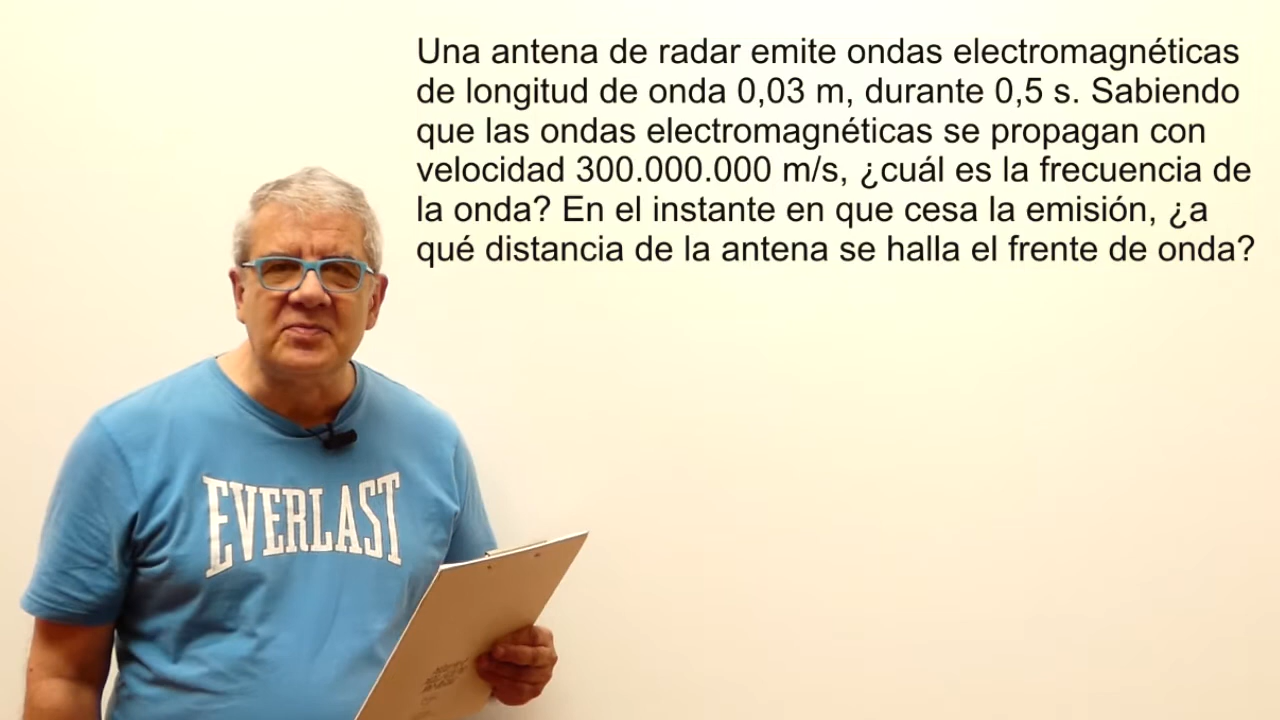 Una antena de radar emite ondas electromagnéticas
de longitud de onda 0,03 m, durante 0,5 s. Sabiendo
que las ondas electromagnéticas se propagan con
velocidad 300.000.000 m/s, ¿cuál es la frecuencia de
la onda? En el instante en que cesa la emisión, ¿a
qué distancia de la antena se halla el frente de onda?
EVERLAST